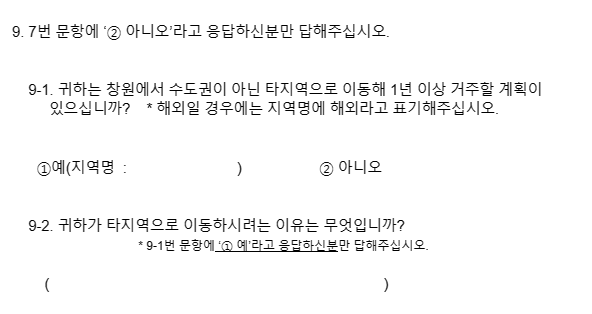 9. 7번 문항에 ‘② 아니오’라고 응답하신분만 답해주십시오.
9-1. 귀하는 창원에서 수도권이 아닌 타지역으로 이동해 1년 이상 거주할 계획이
있으십니까? * 해외일 경우에는 지역명에 해외라고 표기해주십시오.
①예(지역명 : ) ② 아니오
9-2. 귀하가 타지역으로 이동하시려는 이유는 무엇입니까?
* 9-1번 문항에 ‘① 예’라고 응답하신분만 답해주십시오.
( )